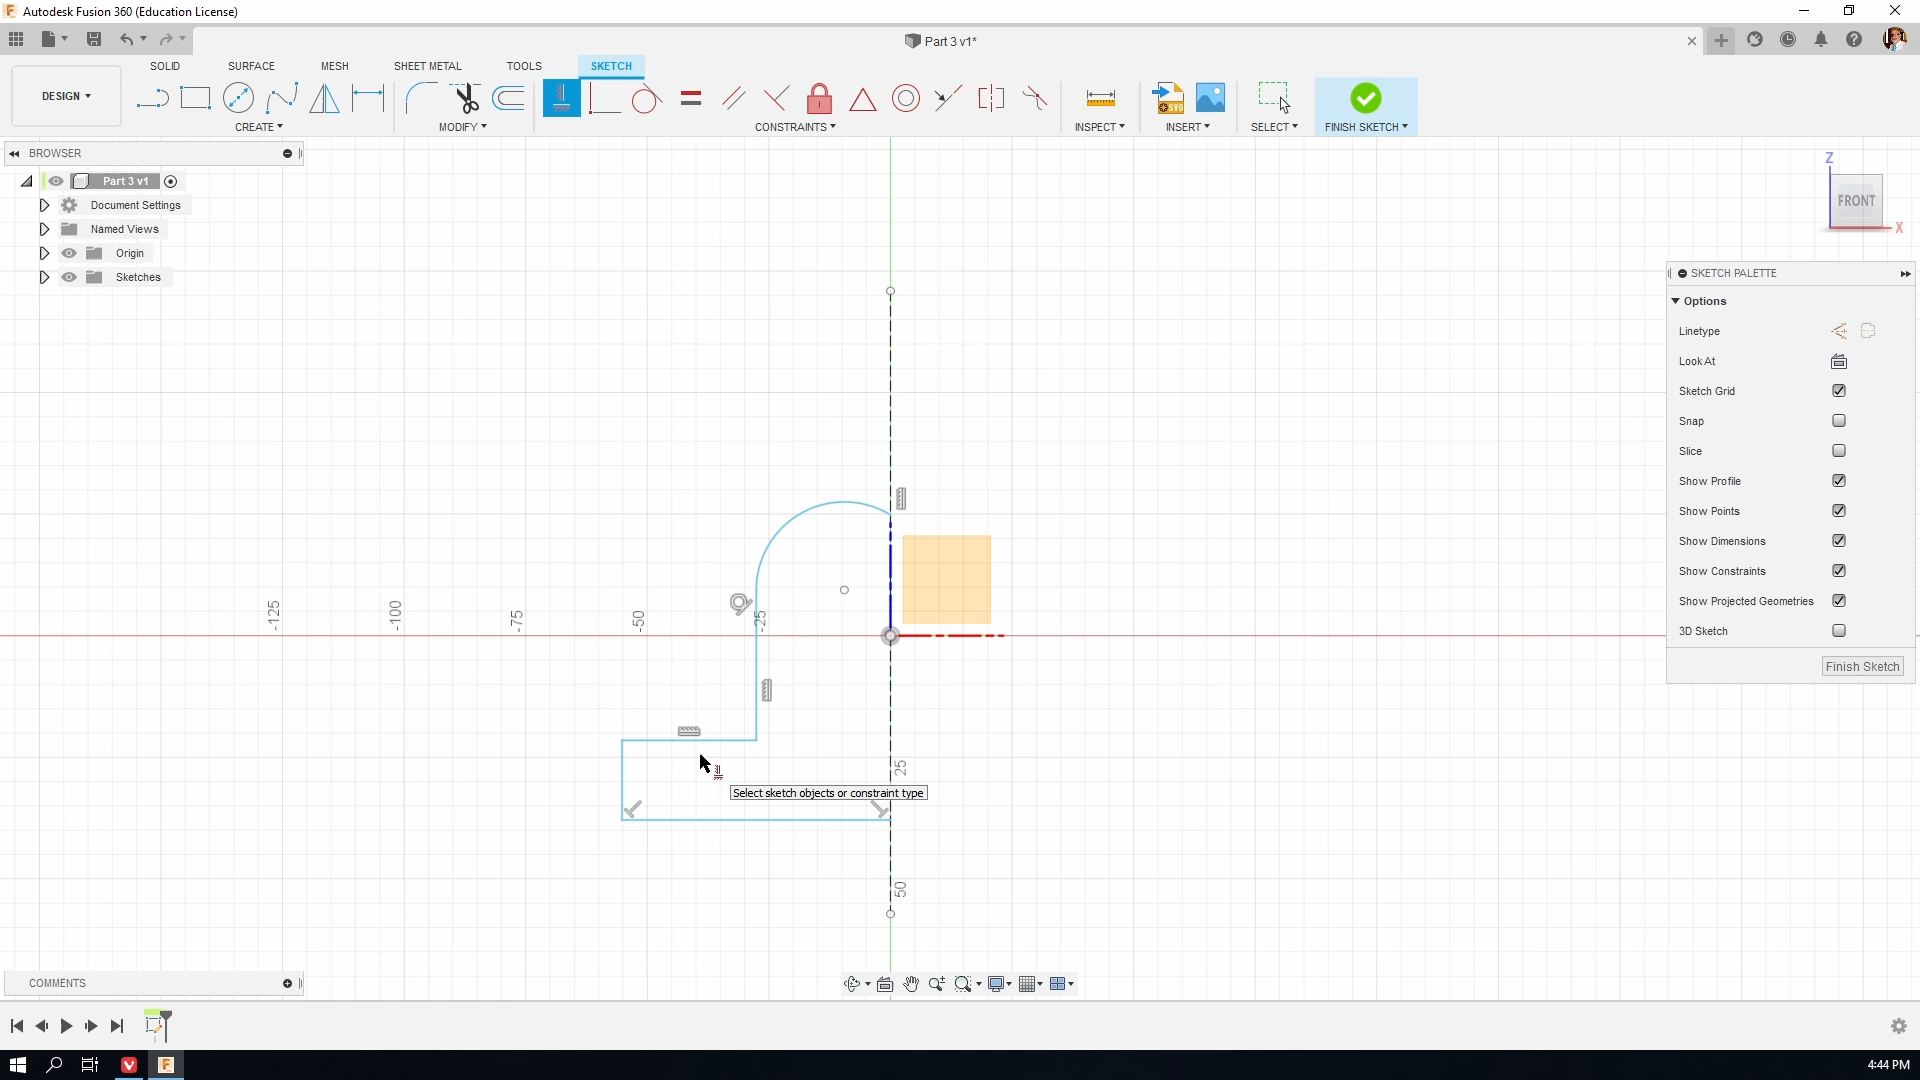 Autodesk Fusion 360 (Education License)
Part 3 v1*
SOLID SURFACE MESH SHEET METAL TOOLS SKETCH
DESIGN
CREATE MODIFY CONSTRAINTS INSPECT INSERT SELECT FINISH SKETCH
SVG
BROWSER
Part 3 v1
Document Settings
Named Views
Origin
Sketches
Z
FRONT
X
SKETCH PALETTE
Options
Linetype
Look At
Sketch Grid
Snap
Slice
Show Profile
Show Points
Show Dimensions
Show Constraints
Show Projected Geometries
3D Sketch
Finish Sketch
-125
-100
-75
-50
-25
25
50
Select sketch objects or constraint type
COMMENTS
4:44 PM